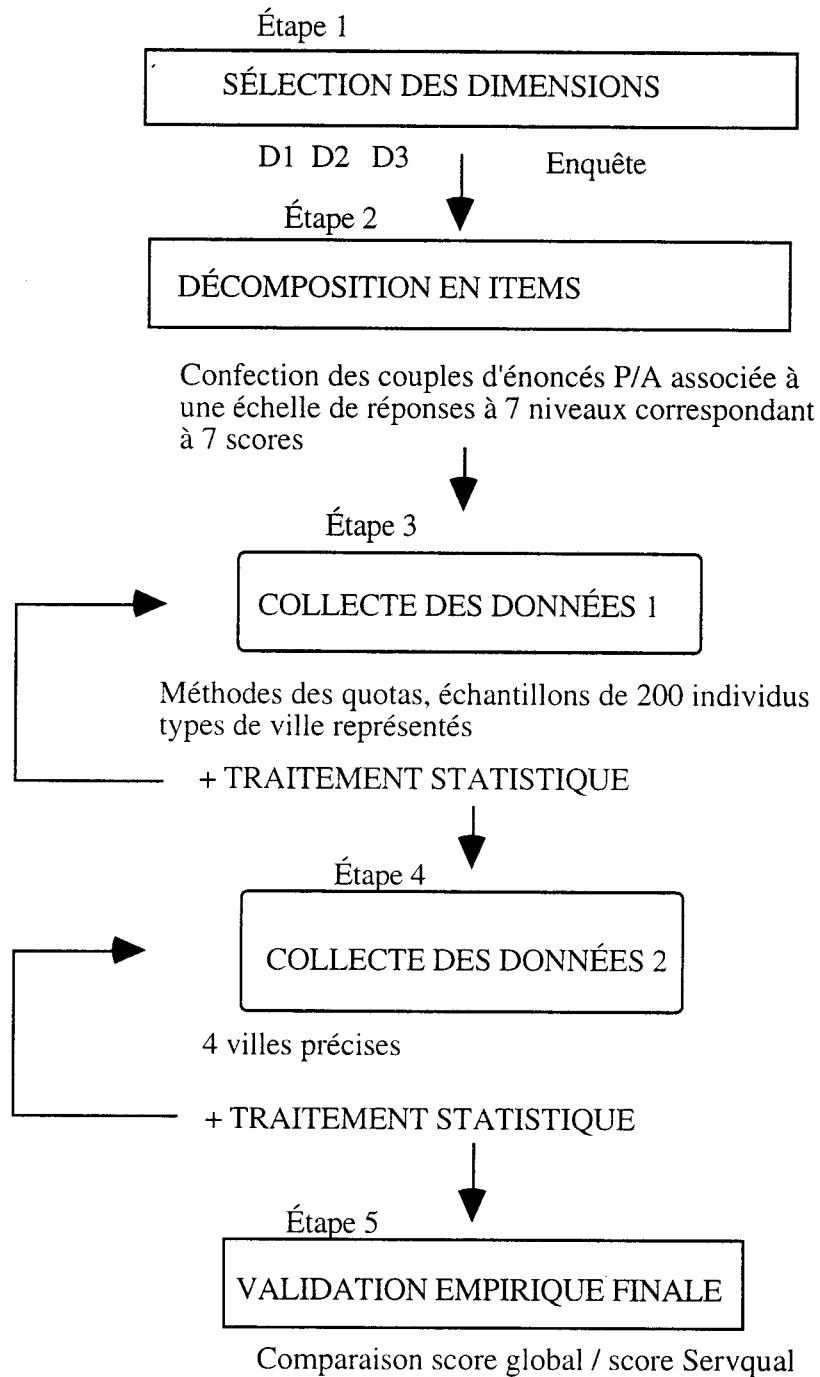 Étape 1
SÉLECTION DES DIMENSIONS
D1 D2 D3 Enquête
Étape 2
DÉCOMPOSITION EN ITEMS
Confection des couples d'énoncés P/A associée à
une échelle de réponses à 7 niveaux correspondant
à 7 scores
Étape 3
COLLECTE DES DONNÉES 1
Méthodes des quotas, échantillons de 200 individus
types de ville représentés
+ TRAITEMENT STATISTIQUE
Étape 4
COLLECTE DES DONNÉES 2
4 villes précises
+ TRAITEMENT STATISTIQUE
Étape 5
VALIDATION EMPIRIQUE FINALE
Comparaison score global / score Servqual